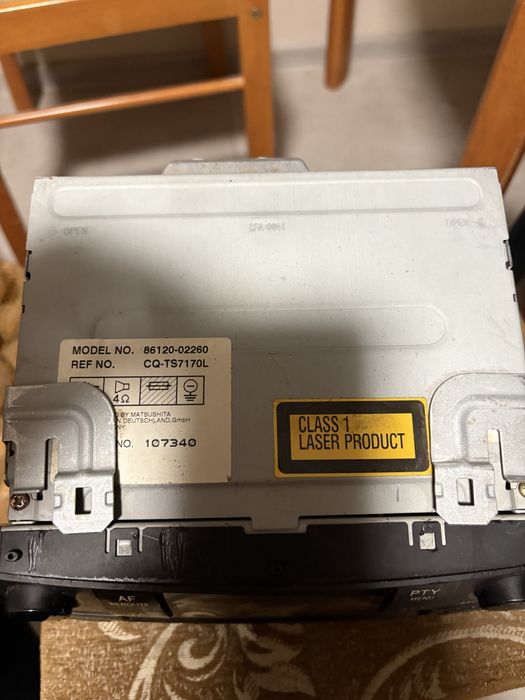 OPEN
OPEN
MODEL NO. 86120-02260
REF NO. CQ-TS7170L
4Ω
BY MATSUSHITA
DEUTSCHLAND,GmbH
NO. 107340
CLASS 1
LASER PRODUCT
AF
REROUTE
PTY
MENU